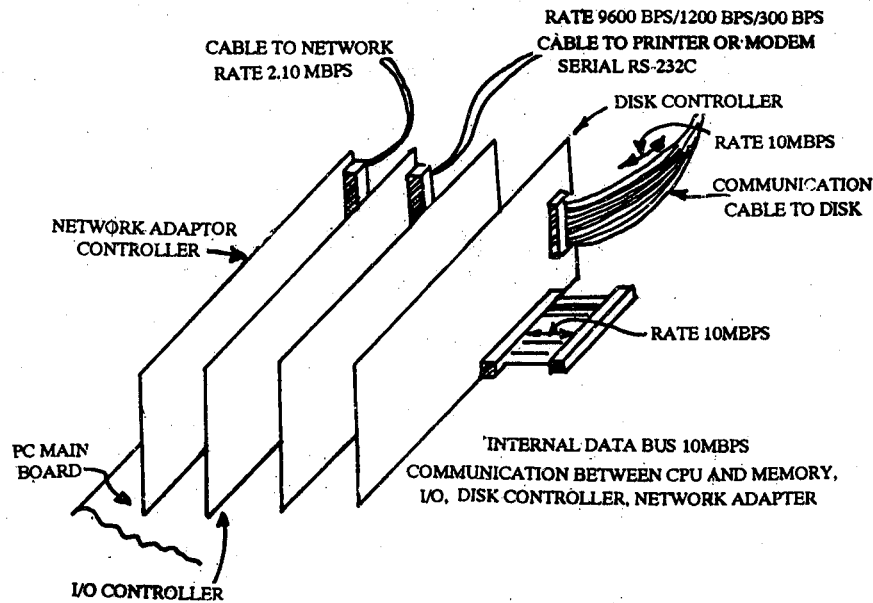 RATE 9600 BPS/1200 BPS/300 BPS
CABLE TO PRINTER OR MODEM
SERIAL RS-232C
CABLE TO NETWORK
RATE 2.10 MBPS
DISK CONTROLLER
RATE 10MBPS
COMMUNICATION
CABLE TO DISK
NETWORK ADAPTOR
CONTROLLER
RATE 10MBPS
PC MAIN
BOARD
INTERNAL DATA BUS 10MBPS
COMMUNICATION BETWEEN CPU AND MEMORY,
I/O, DISK CONTROLLER, NETWORK ADAPTER
I/O CONTROLLER